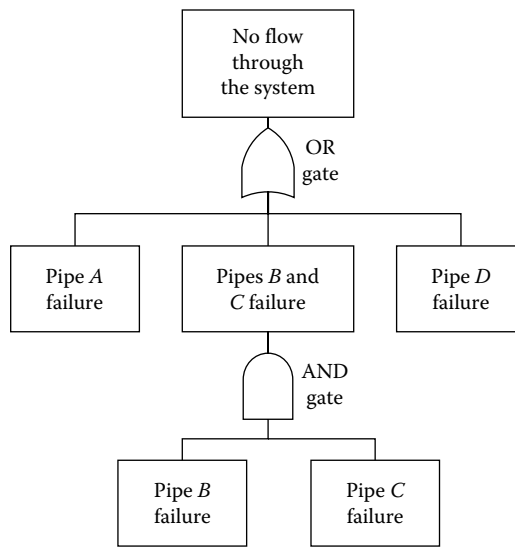 No flow
through
the system
OR
gate
Pipe A
failure
Pipes B and
C failure
Pipe D
failure
AND
gate
Pipe B
failure
Pipe C
failure